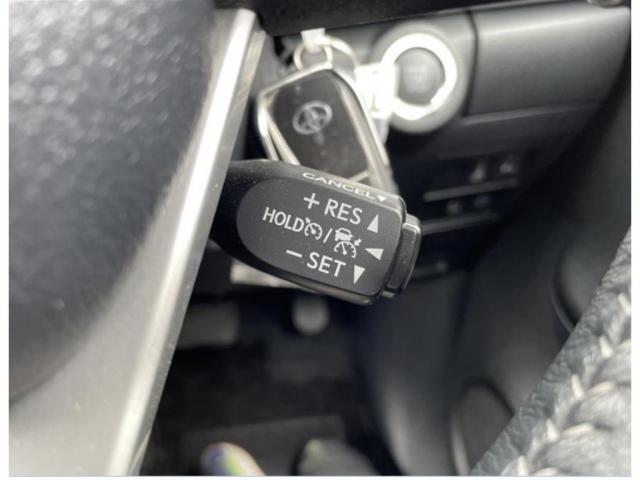 CANCEL
+ RES
HOLD /
− SET